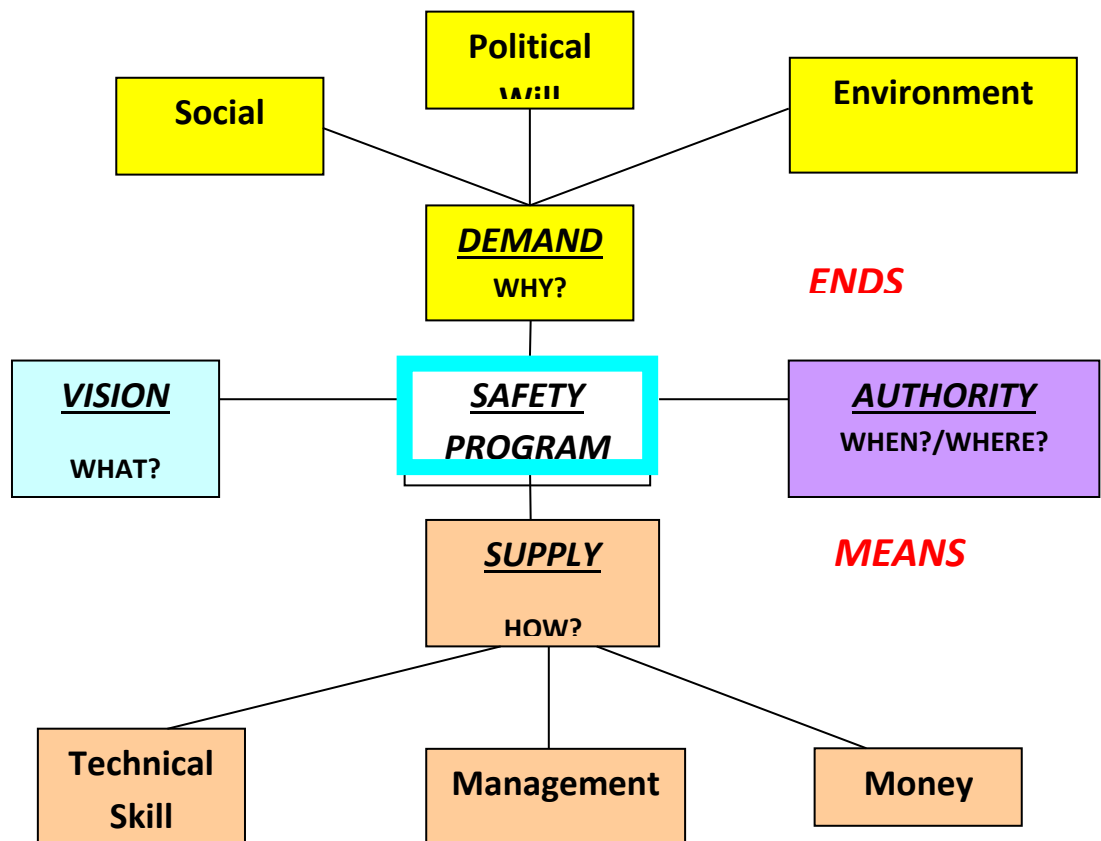 Political
Will
Social
Environment
DEMAND
WHY?
ENDS
VISION
WHAT?
SAFETY
PROGRAM
AUTHORITY
WHEN?/WHERE?
SUPPLY
HOW?
MEANS
Technical
Skill
Management
Money